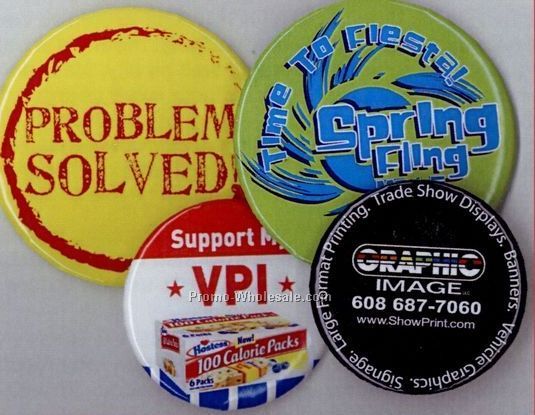 PROBLEM
SOLVED!
Time To Fiesta!
Spring
Fling
Support
VPI
Promo-Wholesale.com
Hostess
New!
100 Calorie Packs
6 Packs
Large Format Printing. Trade Show Displays. Banners. Vehicle Graphics. Signage.
GRAPHIC
IMAGE
608 687-7060
www.ShowPrint.com